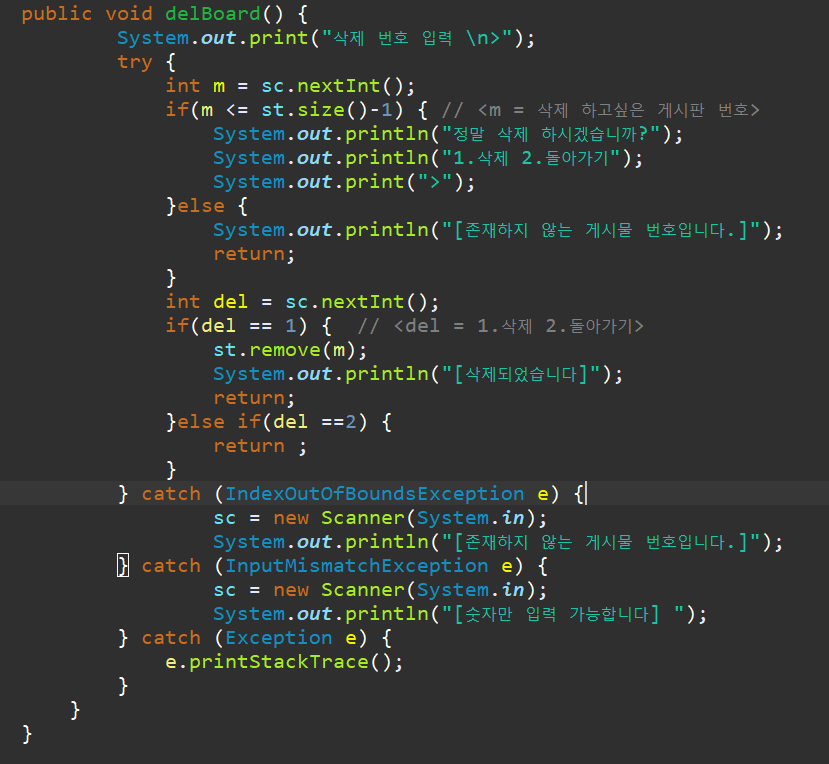 public void delBoard() {
System.out.print("삭제 번호 입력 \n>");
try {
int m = sc.nextInt();
if(m <= st.size()-1) { // <m = 삭제 하고싶은 게시판 번호>
System.out.println("정말 삭제 하시겠습니까?");
System.out.println("1.삭제 2.돌아가기");
System.out.print(">");
}else {
System.out.println("[존재하지 않는 게시물 번호입니다.]");
return;
}
int del = sc.nextInt();
if(del == 1) { // <del = 1.삭제 2.돌아가기>
st.remove(m);
System.out.println("[삭제되었습니다]");
return;
}else if(del ==2) {
return ;
}
} catch (IndexOutOfBoundsException e) {
sc = new Scanner(System.in);
System.out.println("[존재하지 않는 게시물 번호입니다.]");
} catch (InputMismatchException e) {
sc = new Scanner(System.in);
System.out.println("[숫자만 입력 가능합니다] ");
} catch (Exception e) {
e.printStackTrace();
}
}
}